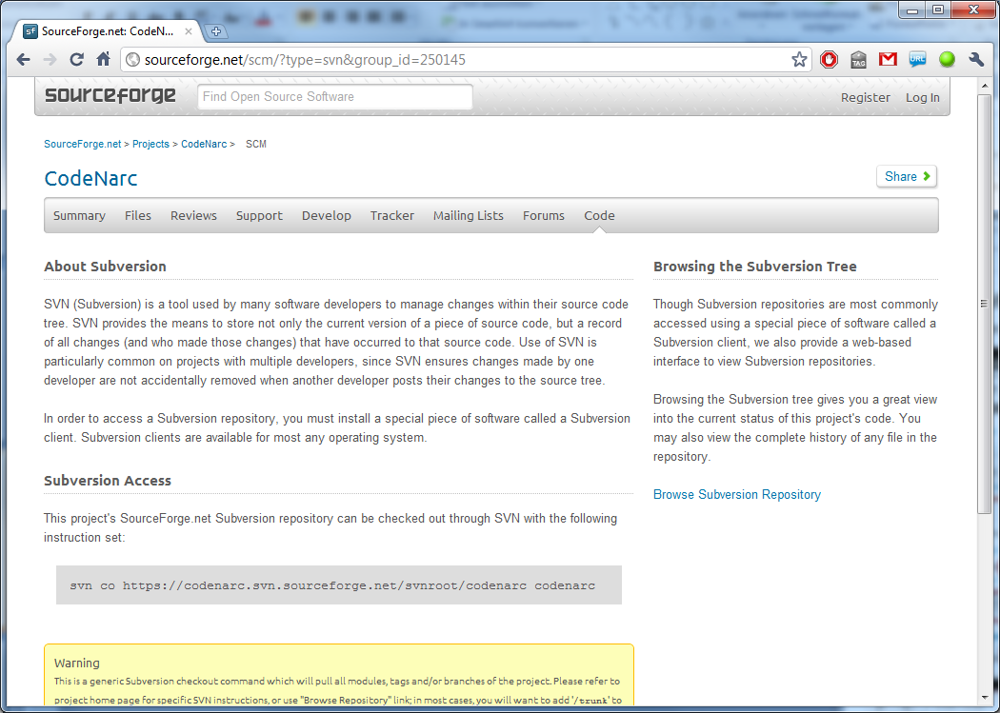 SourceForge.net: CodeN...
sourceforge.net/scm/?type=svn&group_id=250145
TAG
URL
sourceforge
Find Open Source Software
Register
Log In
SourceForge.net > Projects > CodeNarc > SCM
CodeNarc
Share
Summary Files Reviews Support Develop Tracker Mailing Lists Forums Code
About Subversion
SVN (Subversion) is a tool used by many software developers to manage changes within their source code
tree. SVN provides the means to store not only the current version of a piece of source code, but a record
of all changes (and who made those changes) that have occurred to that source code. Use of SVN is
particularly common on projects with multiple developers, since SVN ensures changes made by one
developer are not accidentally removed when another developer posts their changes to the source tree.
In order to access a Subversion repository, you must install a special piece of software called a Subversion
client. Subversion clients are available for most any operating system.
Subversion Access
This project's SourceForge.net Subversion repository can be checked out through SVN with the following
instruction set:
svn co https://codenarc.svn.sourceforge.net/svnroot/codenarc codenarc
Warning
This is a generic Subversion checkout command which will pull all modules, tags and/or branches of the project. Please refer to
project home page for specific SVN instructions, or use "Browse Repository" link; in most cases, you will want to add '/trunk' to
Browsing the Subversion Tree
Though Subversion repositories are most commonly
accessed using a special piece of software called a
Subversion client, we also provide a web-based
interface to view Subversion repositories.
Browsing the Subversion tree gives you a great view
into the current status of this project's code. You
may also view the complete history of any file in the
repository.
Browse Subversion Repository